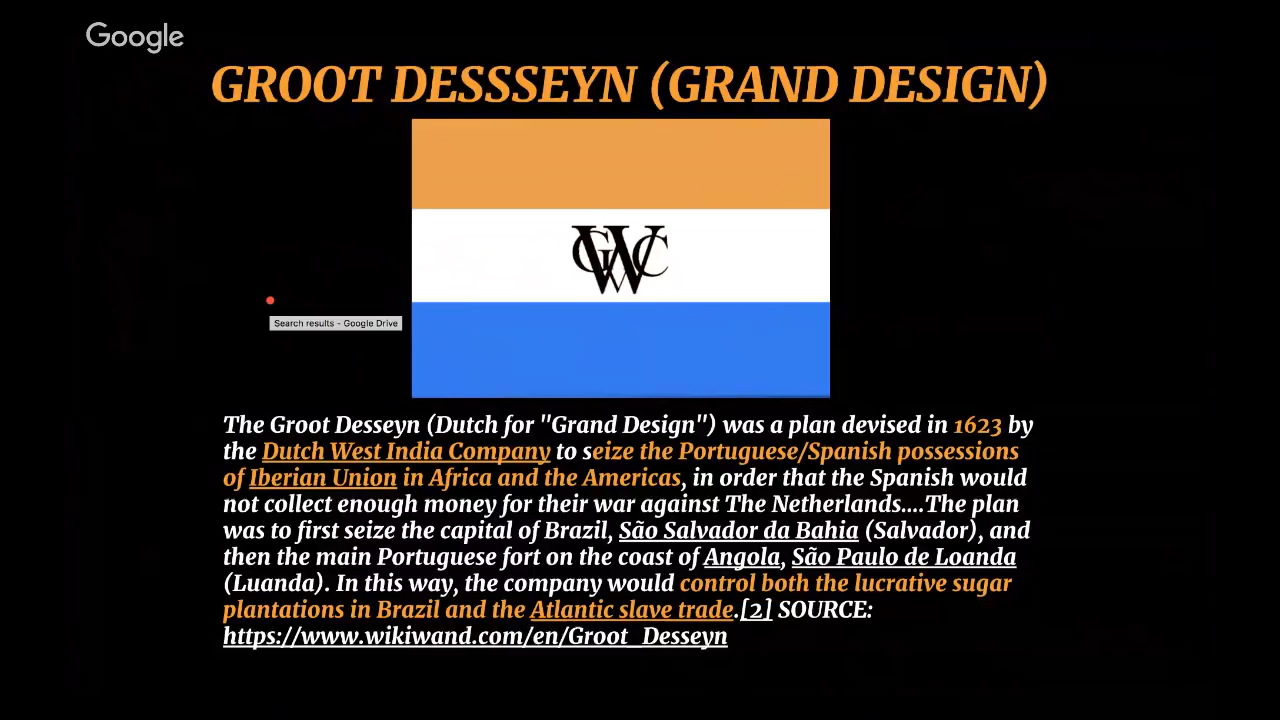 Google
GROOT DESSSEYN (GRAND DESIGN)
GWC
Search results - Google Drive
The Groot Desseyn (Dutch for "Grand Design") was a plan devised in 1623 by
the Dutch West India Company to seize the Portuguese/Spanish possessions
of Iberian Union in Africa and the Americas, in order that the Spanish would
not collect enough money for their war against The Netherlands....The plan
was to first seize the capital of Brazil, São Salvador da Bahia (Salvador), and
then the main Portuguese fort on the coast of Angola, São Paulo de Loanda
(Luanda). In this way, the company would control both the lucrative sugar
plantations in Brazil and the Atlantic slave trade.[2] SOURCE:
https://www.wikiwand.com/en/Groot_Desseyn